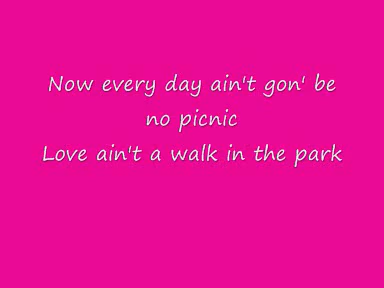 Now every day ain't gon' be
no picnic
Love ain't a walk in the park